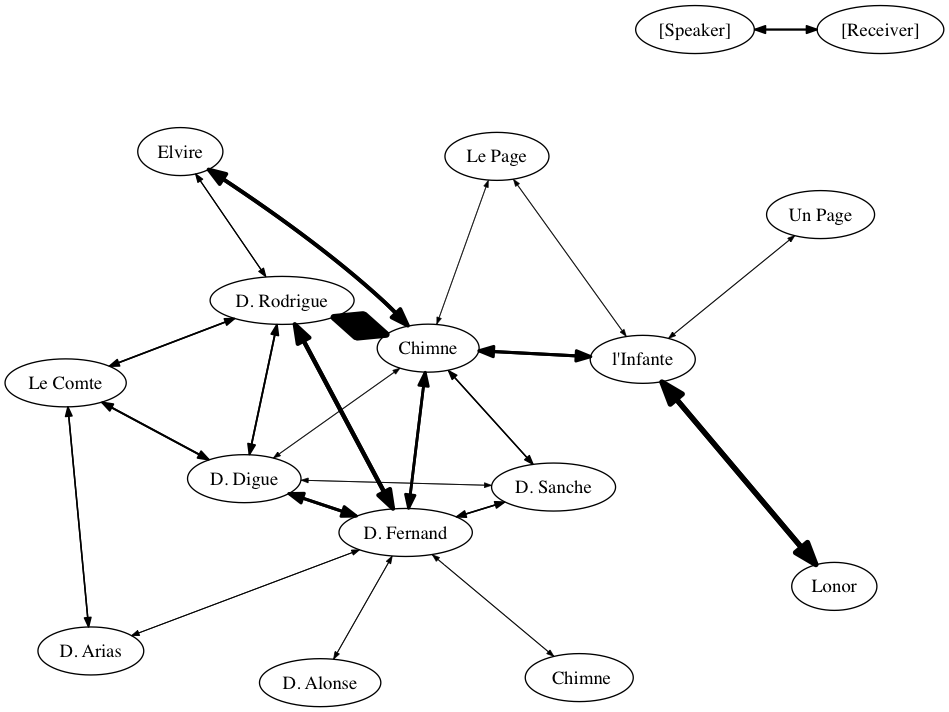 [Speaker]
[Receiver]
Elvire
Le Page
Un Page
D. Rodrigue
Chimne
l'Infante
Le Comte
D. Digue
D. Sanche
D. Fernand
Lonor
D. Arias
D. Alonse
Chimne